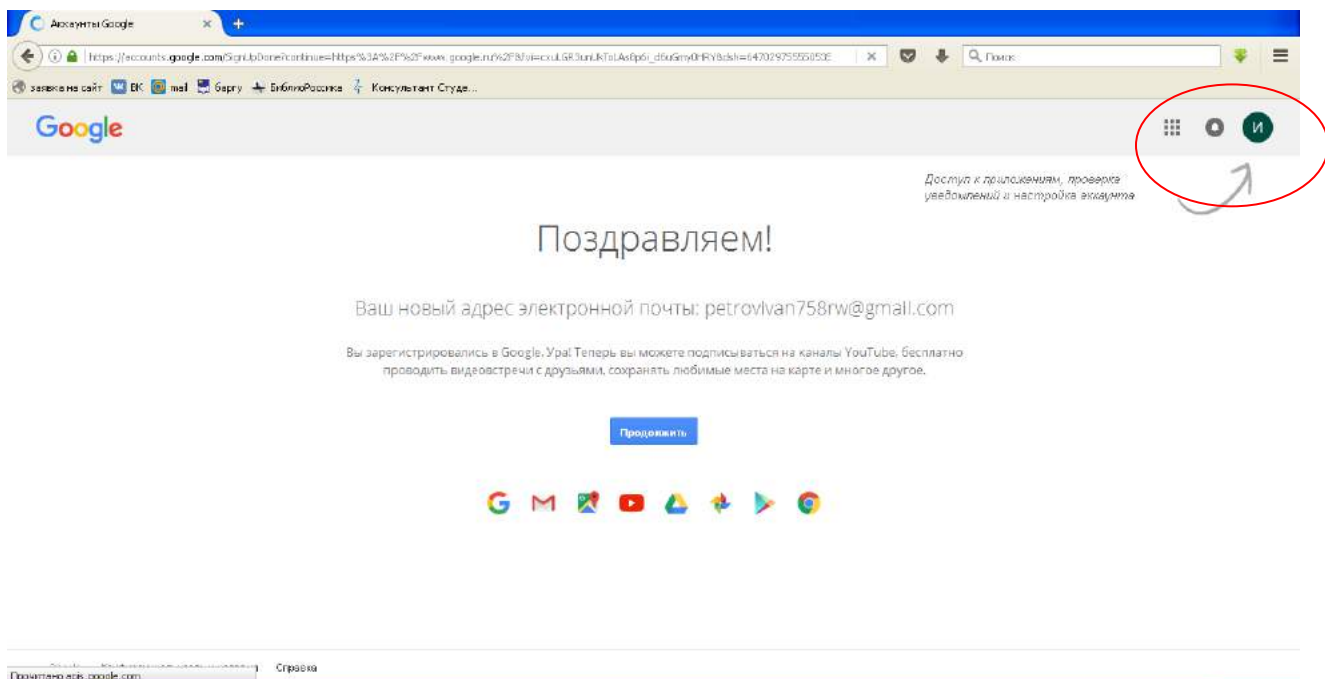 Аккаунты Google
https://accounts.google.com/SignUpDone?continue=https%3A%2F%2Fwww.google.ru%2F
Поиск
заявка на сайт ВК mail баргу БиблиоРоссика Консультант Студе...
Google
И
Доступ к приложениям, проверка
уведомлений и настройка аккаунта
Поздравляем!
Ваш новый адрес электронной почты: petrovivan758rw@gmail.com
Вы зарегистрировались в Google. Ура! Теперь вы можете подписываться на каналы YouTube, бесплатно
проводить видеовстречи с друзьями, сохранять любимые места на карте и многое другое.
Продолжить
Справка
Прочитано apis.google.com